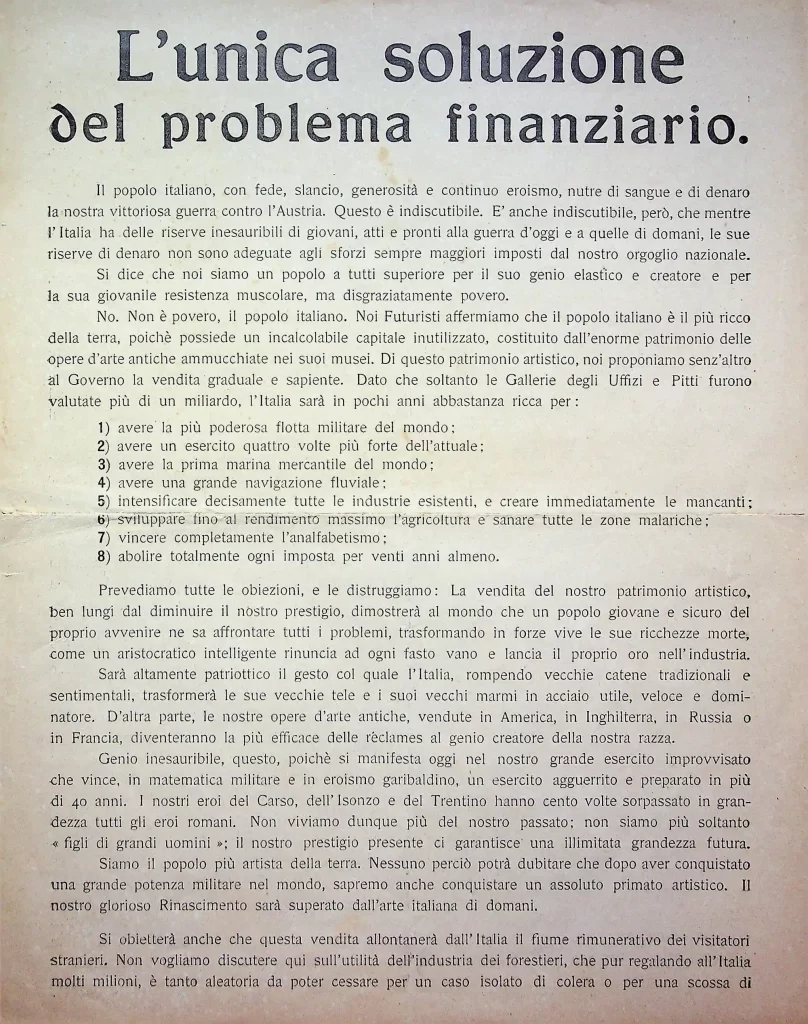 L'unica soluzione
del problema finanziario.
Il popolo italiano, con fede, slancio, generosità e continuo eroismo, nutre di sangue e di denaro
la nostra vittoriosa guerra contro l'Austria. Questo è indiscutibile. E' anche indiscutibile, però, che mentre
l'Italia ha delle riserve inesauribili di giovani, atti e pronti alla guerra d'oggi e a quelle di domani, le sue
riserve di denaro non sono adeguate agli sforzi sempre maggiori imposti dal nostro orgoglio nazionale.
Si dice che noi siamo un popolo a tutti superiore per il suo genio elastico e creatore e per
la sua giovanile resistenza muscolare, ma disgraziatamente povero.
No. Non è povero, il popolo italiano. Noi Futuristi affermiamo che il popolo italiano è il più ricco
della terra, poichè possiede un incalcolabile capitale inutilizzato, costituito dall'enorme patrimonio delle
opere d'arte antiche ammucchiate nei suoi musei. Di questo patrimonio artistico, noi proponiamo senz'altro
al Governo la vendita graduale e sapiente. Dato che soltanto le Gallerie degli Uffizi e Pitti furono
valutate più di un miliardo, l'Italia sarà in pochi anni abbastanza ricca per :
1) avere la più poderosa flotta militare del mondo ;
2) avere un esercito quattro volte più forte dell'attuale ;
3) avere la prima marina mercantile del mondo ;
4) avere una grande navigazione fluviale ;
5) intensificare decisamente tutte le industrie esistenti, e creare immediatamente le mancanti ;
6) sviluppare fino al rendimento massimo l'agricoltura e sanare tutte le zone malariche ;
7) vincere completamente l'analfabetismo ;
8) abolire totalmente ogni imposta per venti anni almeno.
Prevediamo tutte le obiezioni, e le distruggiamo : La vendita del nostro patrimonio artistico,
ben lungi dal diminuire il nostro prestigio, dimostrerà al mondo che un popolo giovane e sicuro del
proprio avvenire ne sa affrontare tutti i problemi, trasformando in forze vive le sue ricchezze morte,
come un aristocratico intelligente rinuncia ad ogni fasto vano e lancia il proprio oro nell'industria.
Sarà altamente patriottico il gesto col quale l'Italia, rompendo vecchie catene tradizionali e
sentimentali, trasformerà le sue vecchie tele e i suoi vecchi marmi in acciaio utile, veloce e domi-
natore. D'altra parte, le nostre opere d'arte antiche, vendute in America, in Inghilterra, in Russia o
in Francia, diventeranno la più efficace delle rèclames al genio creatore della nostra razza.
Genio inesauribile, questo, poichè si manifesta oggi nel nostro grande esercito improvvisato
che vince, in matematica militare e in eroismo garibaldino, un esercito agguerrito e preparato in più
di 40 anni. I nostri eroi del Carso, dell'Isonzo e del Trentino hanno cento volte sorpassato in gran-
dezza tutti gli eroi romani. Non viviamo dunque più del nostro passato; non siamo più soltanto
« figli di grandi uomini »; il nostro prestigio presente ci garantisce una illimitata grandezza futura.
Siamo il popolo più artista della terra. Nessuno perciò potrà dubitare che dopo aver conquistato
una grande potenza militare nel mondo, sapremo anche conquistare un assoluto primato artistico. Il
nostro glorioso Rinascimento sarà superato dall'arte italiana di domani.
Si obietterà anche che questa vendita allontanerà dall'Italia il fiume rimunerativo dei visitatori
stranieri. Non vogliamo discutere qui sull'utilità dell'industria dei forestieri, che pur regalando all'Italia
molti milioni, è tanto aleatoria da poter cessare per un caso isolato di colera o per una scossa di